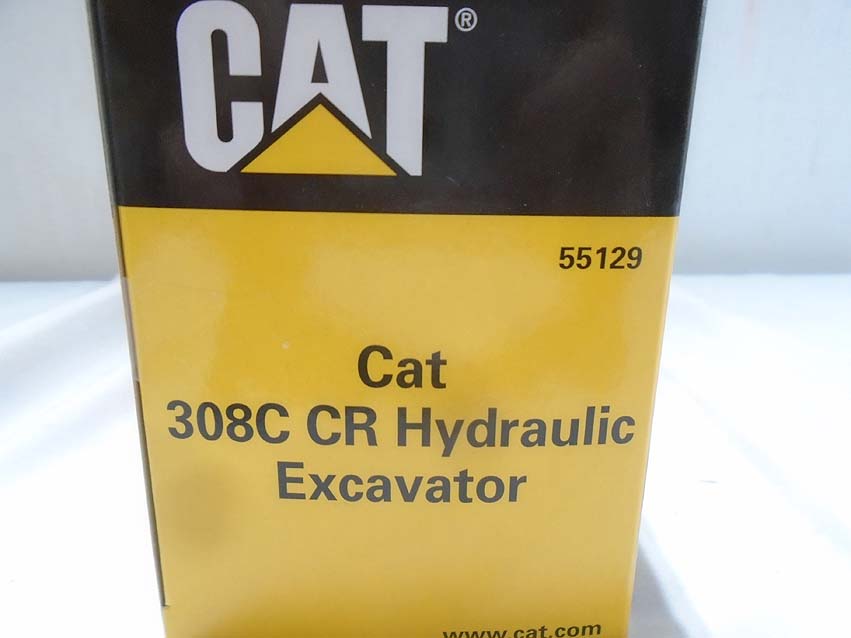 CAT®
55129
Cat
308C CR Hydraulic
Excavator
www.cat.com